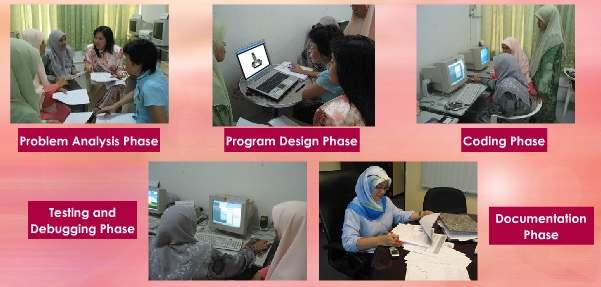 Problem Analysis Phase
Program Design Phase
Coding Phase
Testing and
Debugging Phase
Documentation
Phase